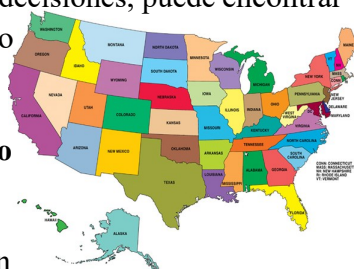 decisiones, puede encontrar
o
WASHINGTON
MONTANA
NORTH DAKOTA
MINNESOTA
MAINE
OREGON
IDAHO
SOUTH DAKOTA
WISCONSIN
MICHIGAN
NEW YORK
WYOMING
NEVADA
NEBRASKA
IOWA
PENNSYLVANIA
NEW JERSEY
DELAWARE
MARYLAND
UTAH
COLORADO
ILLINOIS
INDIANA
OHIO
WEST VIRGINIA
VIRGINIA
CALIFORNIA
KANSAS
MISSOURI
KENTUCKY
o
ARIZONA
NEW MEXICO
OKLAHOMA
ARKANSAS
TENNESSEE
NORTH CAROLINA
SOUTH CAROLINA
TEXAS
LOUISIANA
MISSISSIPPI
ALABAMA
GEORGIA
CONN: CONNECTICUT
MASS: MASSACHUSETTS
NH: NEW HAMPSHIRE
RI: RHODE ISLAND
VT: VERMONT
FLORIDA
HAWAII
ALASKA
n